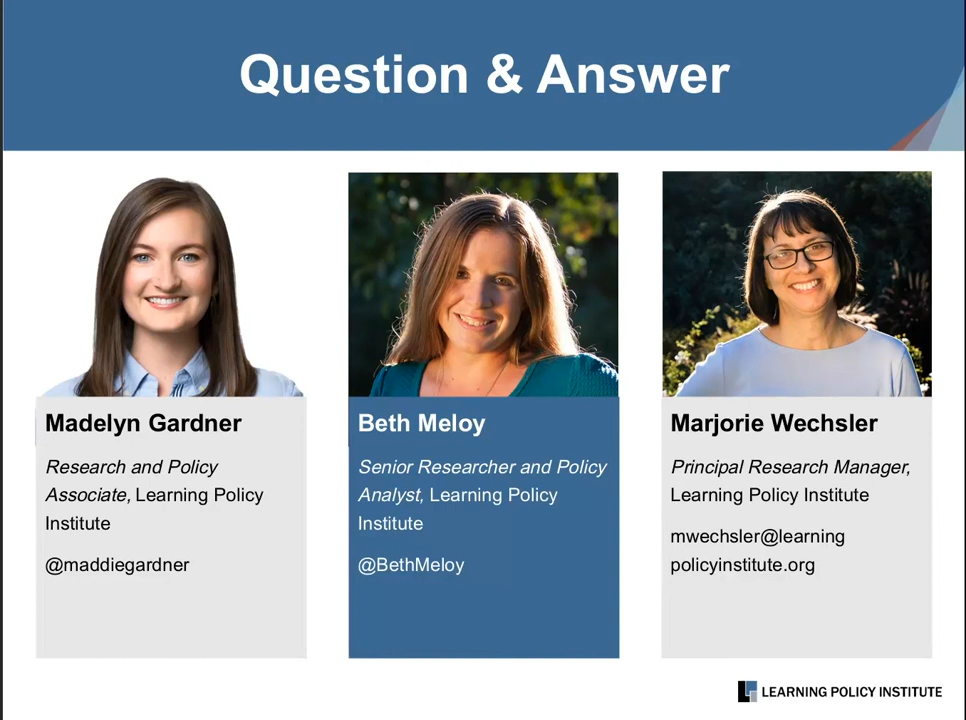 Question & Answer
Madelyn Gardner
Research and Policy
Associate, Learning Policy
Institute
@maddiegardner
Beth Meloy
Senior Researcher and Policy
Analyst, Learning Policy
Institute
@BethMeloy
Marjorie Wechsler
Principal Research Manager,
Learning Policy Institute
mwechsler@learning
policyinstitute.org
LEARNING POLICY INSTITUTE